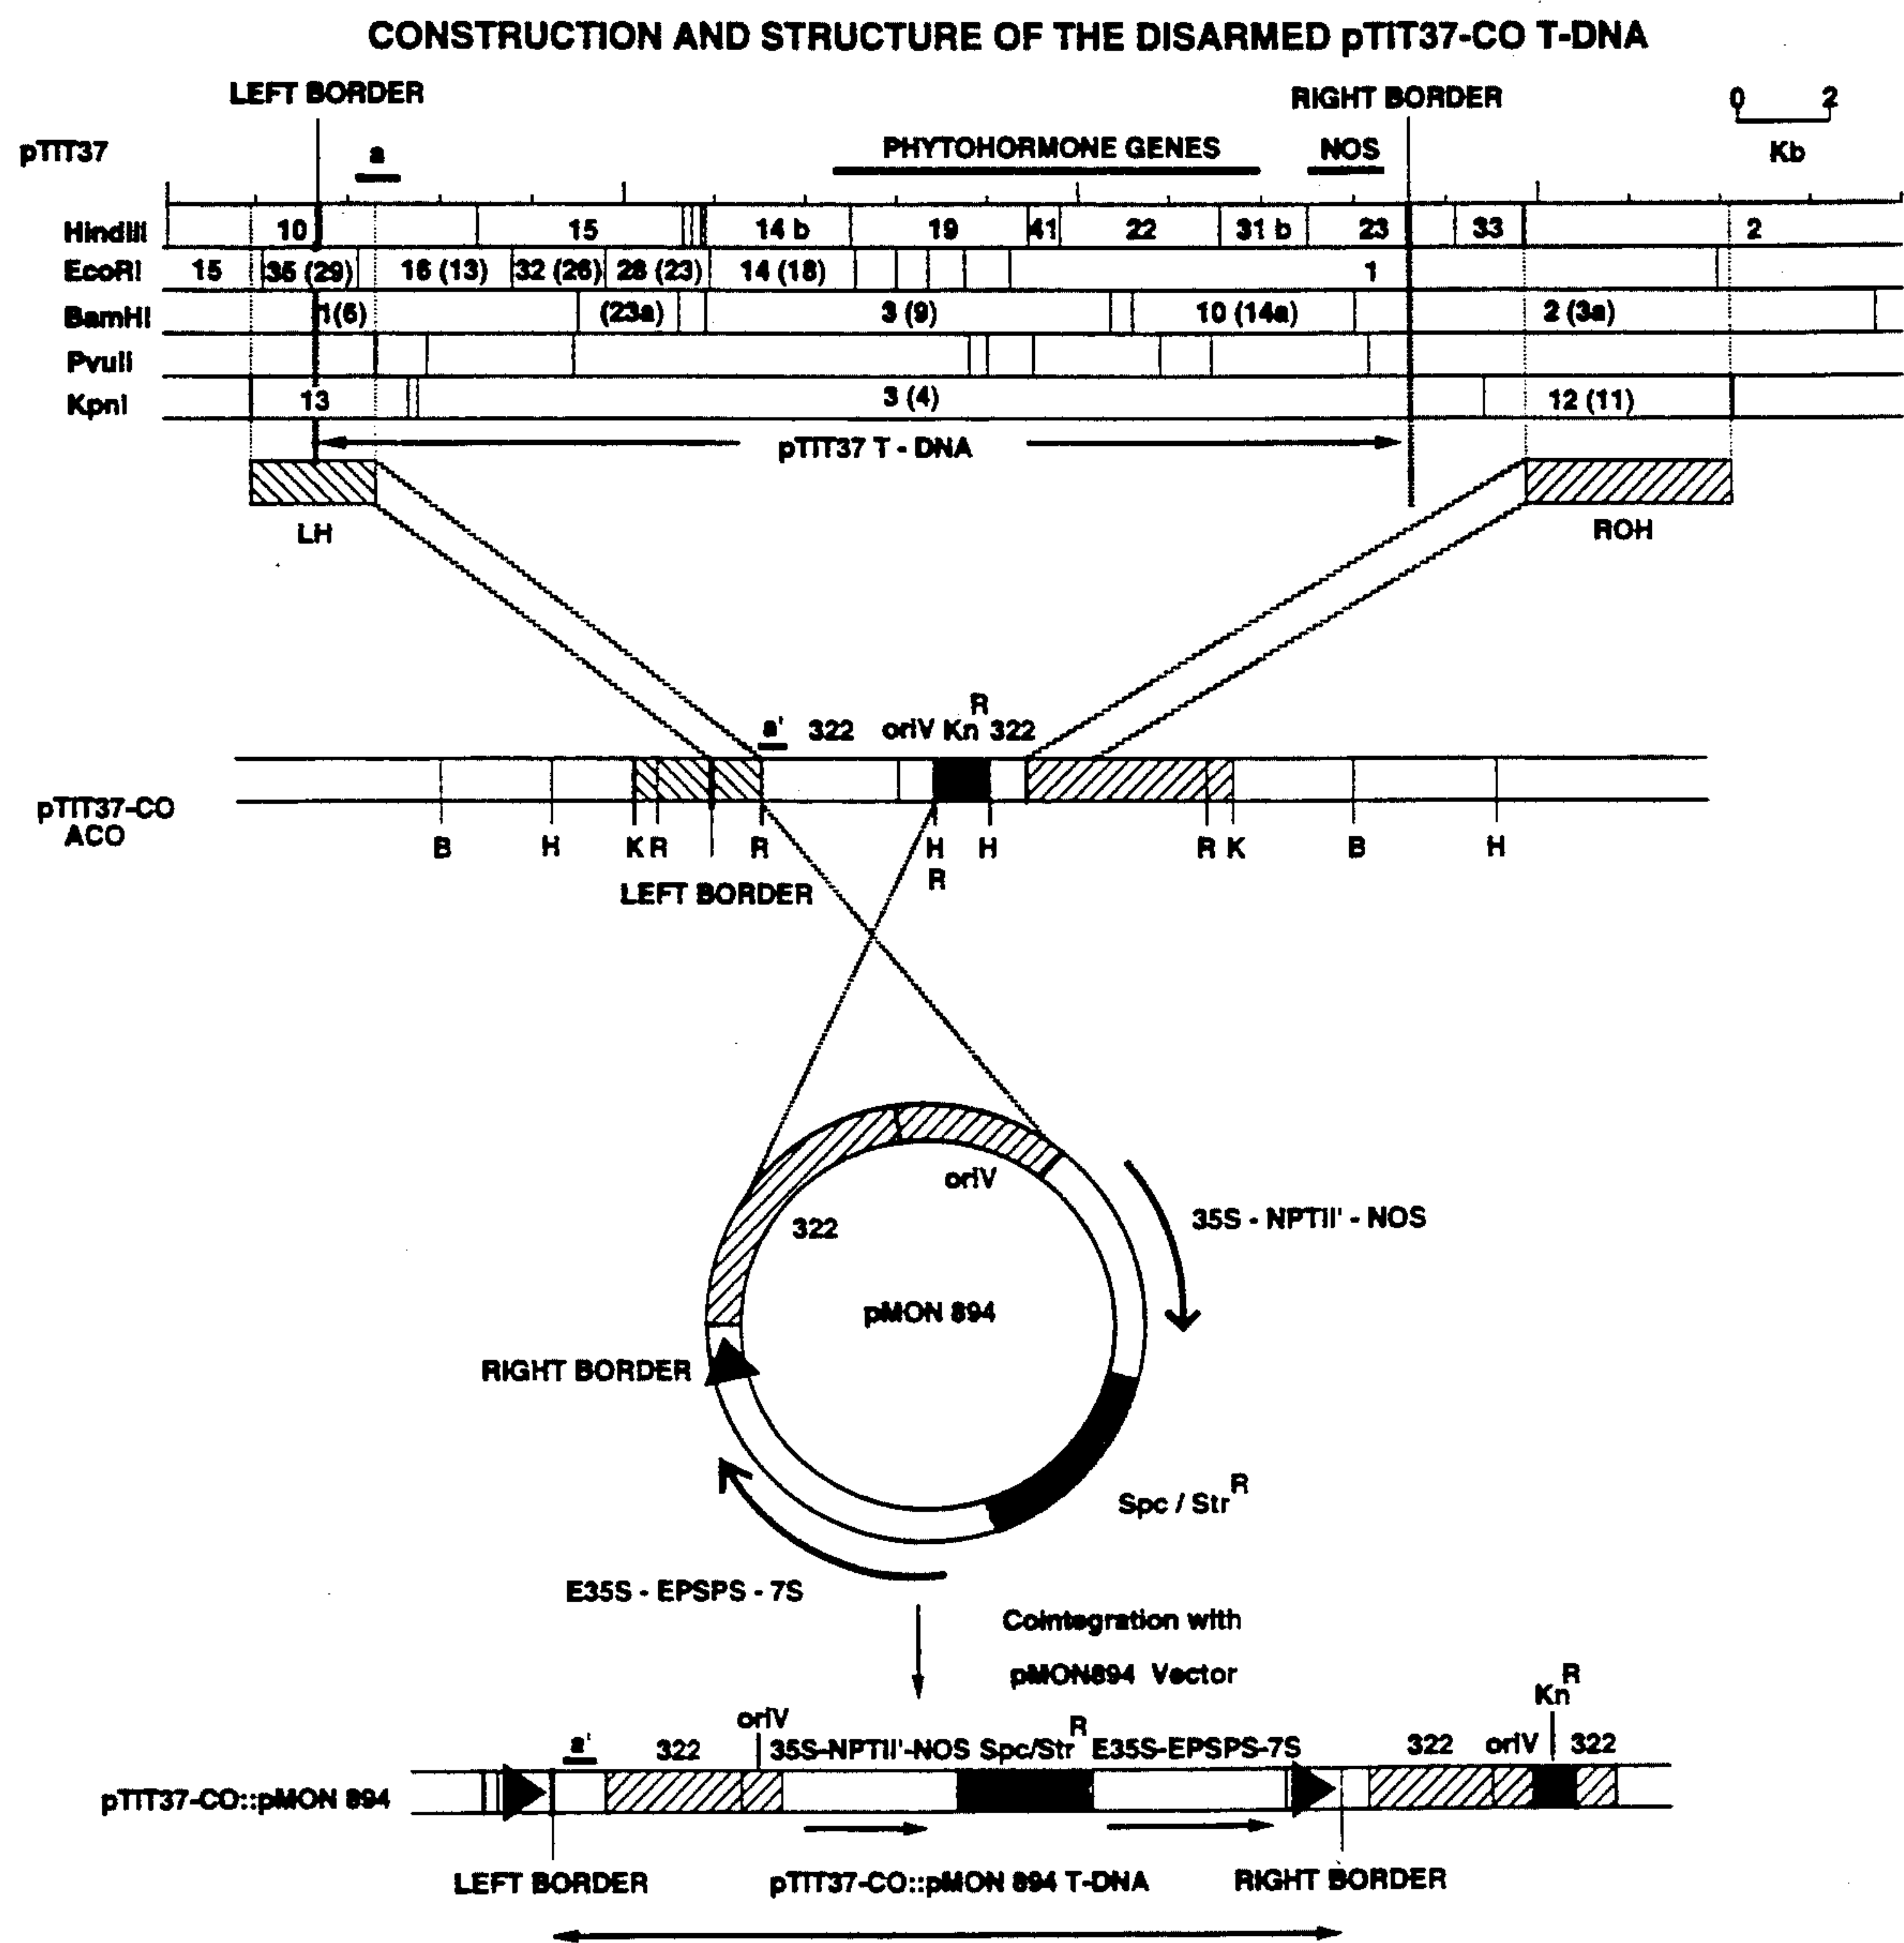 CONSTRUCTION AND STRUCTURE OF THE DISARMED pTiT37-CO T-DNA
LEFT BORDER
RIGHT BORDER
0 2
Kb
pTiT37
a
PHYTOHORMONE GENES
NOS
HindIII 10 15 14 b 19 41 22 31 b 23 33 2
EcoRI 15 35 (29) 16 (13) 32 (26) 28 (23) 14 (18) 1
BamHI 1(6) (23a) 3 (9) 10 (14a) 2 (3a)
PvuII
KpnI 13 3 (4) 12 (11)
pTiT37 T - DNA
LH
ROH
a' 322 oriV Kn R 322
pTiT37-CO
ACO
B H K R R H H R K B H
R
LEFT BORDER
oriV
322
35S - NPTII' - NOS
pMON 894
RIGHT BORDER
Spc / Str R
E35S - EPSPS - 7S
Cointegration with
pMON894 Vector
Kn R
oriV
a' 322 35S-NPTII'-NOS Spc/Str R E35S-EPSPS-7S 322 oriV 322
pTiT37-CO::pMON 894
LEFT BORDER
pTiT37-CO::pMON 894 T-DNA
RIGHT BORDER